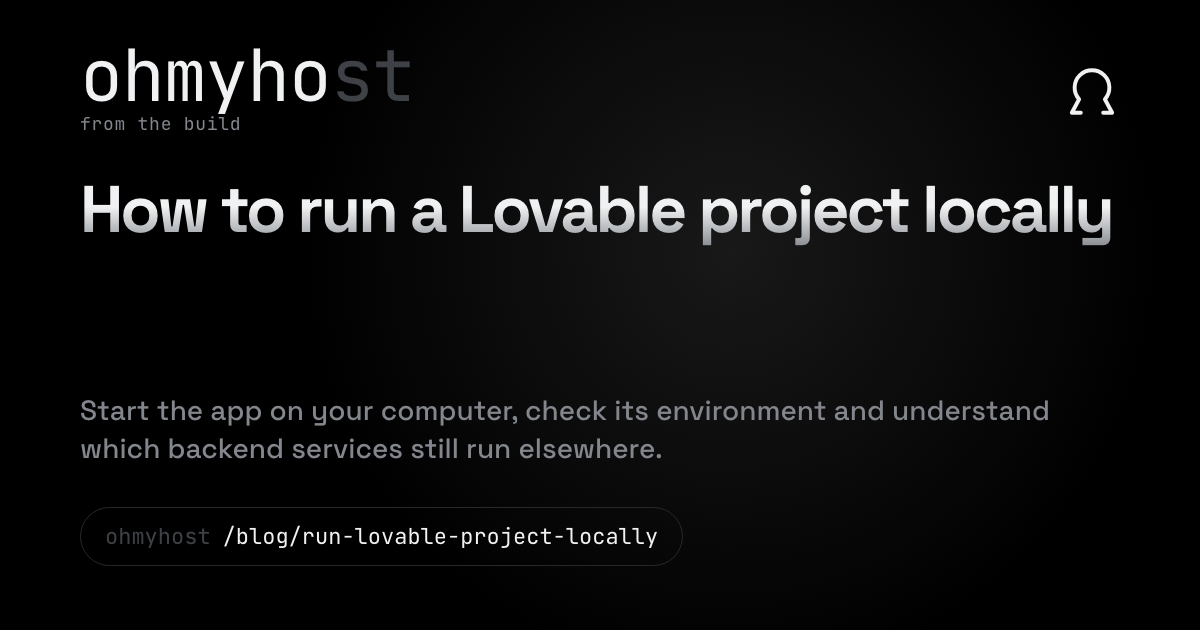 ohmyhost
from the build
How to run a Lovable project locally
Start the app on your computer, check its environment and understand
which backend services still run elsewhere.
ohmyhost /blog/run-lovable-project-locally